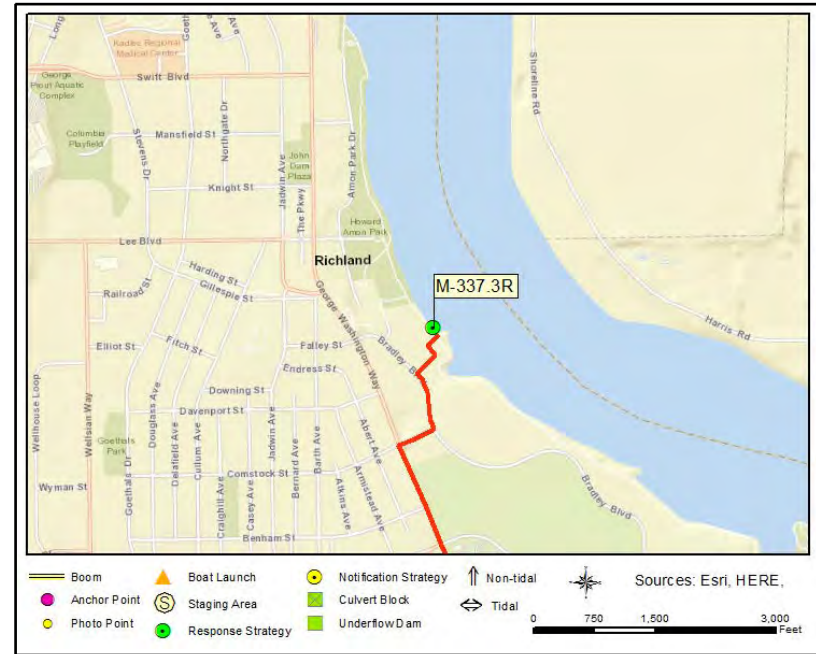 Long
Kadlec Regional
Medical Center
Goethals
Ave
Swift Blvd
George
Prout Aquatic
Complex
Columbia
Playfield
Stevens Dr
Mansfield St
Northgate Dr
Jadwin Ave
John
Dam
Plaza
Amon Park Dr
Shoreline Rd
Knight St
The Pkwy
Howard
Amon Park
Lee Blvd
Richland
M-337.3R
Harding St
Gillespie St
Railroad St
George Washington Way
Harris Rd
Elliot St
Fitch St
Falley St
Bradley Blvd
Endress St
Wellhouse Loop
Wellsian Way
Downing St
Davenport St
Goethals
Park
Goethals Dr
Douglass Ave
Delafield Ave
Cullum Ave
Jadwin Ave
Abert Ave
Comstock St
Wyman St
Craighill Ave
Casey Ave
Bernard Ave
Barth Ave
Atkins Ave
Armistead Ave
Bradley Blvd
Benham St
Boom
Boat Launch
Notification Strategy
Non-tidal
Sources: Esri, HERE,
Anchor Point
S
Staging Area
Culvert Block
Tidal
Photo Point
Response Strategy
Underflow Dam
0 750 1,500 3,000
Feet